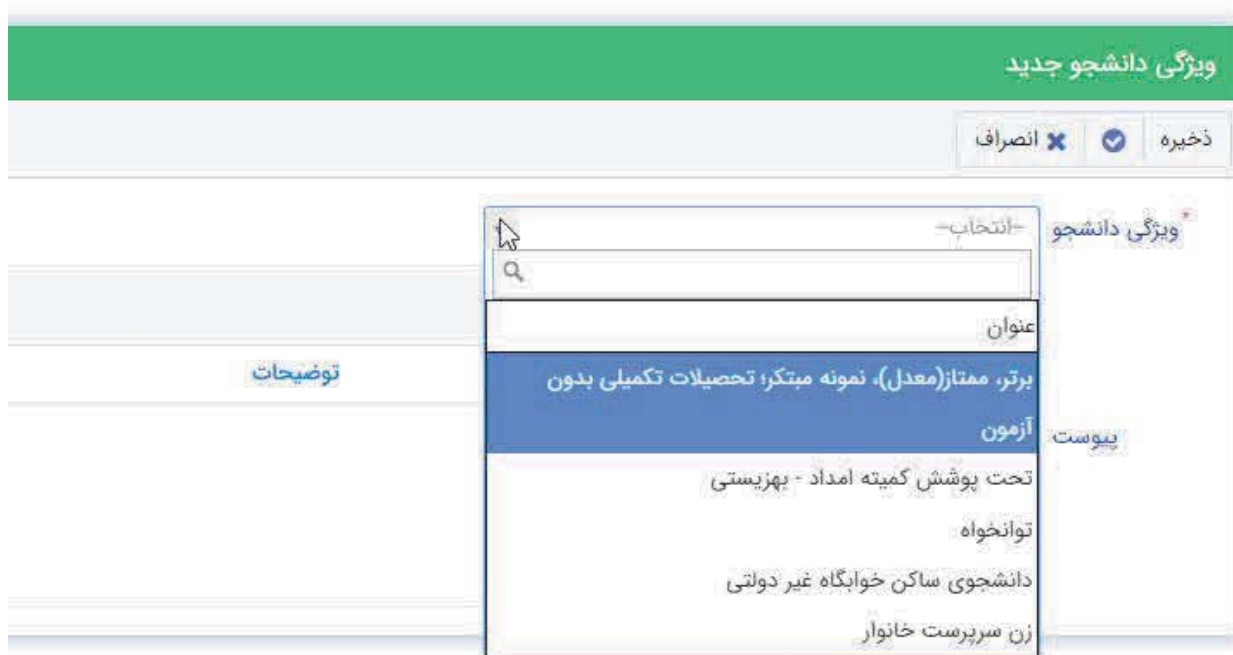 ویژگی دانشجو جدید
ذخیره انصراف
* ویژگی دانشجو -انتخاب-
عنوان
برتر، ممتاز(معدل)، نمونه مبتکر؛ تحصیلات تکمیلی بدون
آزمون
توضیحات
پیوست
تحت پوشش کمیته امداد - بهزیستی
توانخواه
دانشجوی ساکن خوابگاه غیر دولتی
زن سرپرست خانوار